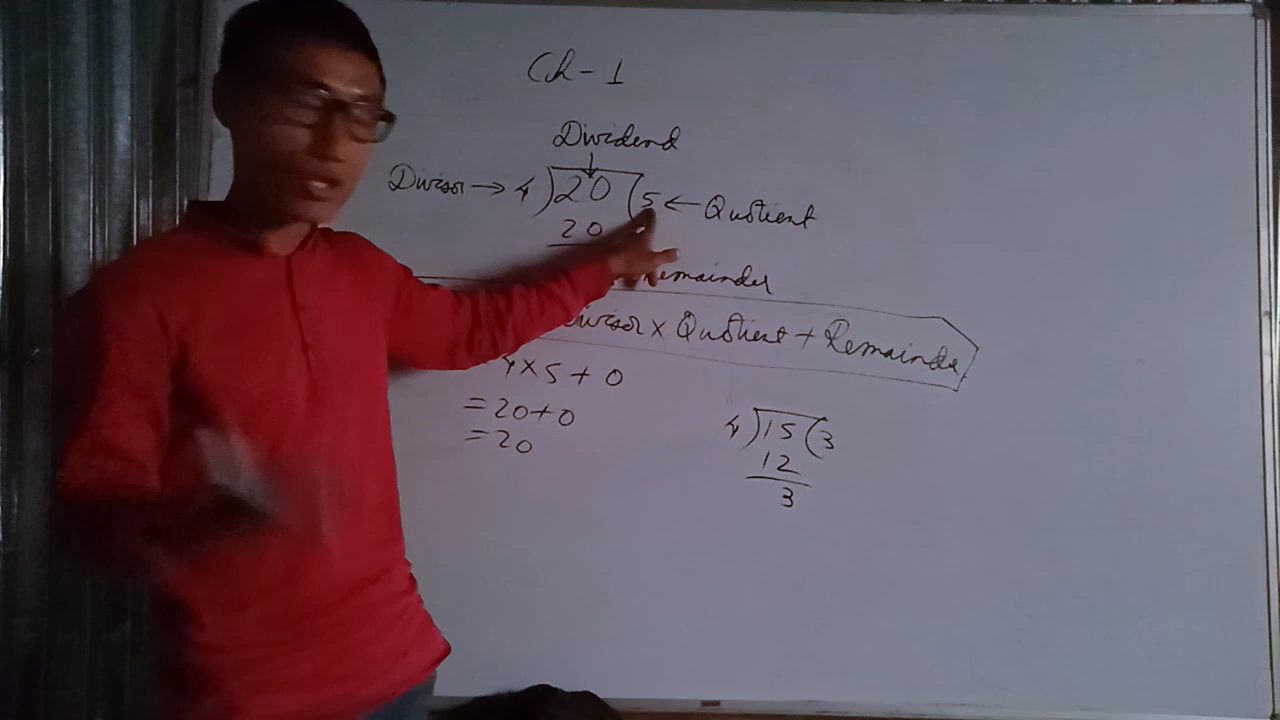 Ch-1
Dividend
Divisor → 4)20(5 ← Quotient
20
Remainder
Divisor × Quotient + Remainder
4×5+0
=20+0
=20
4)15(3
12
3